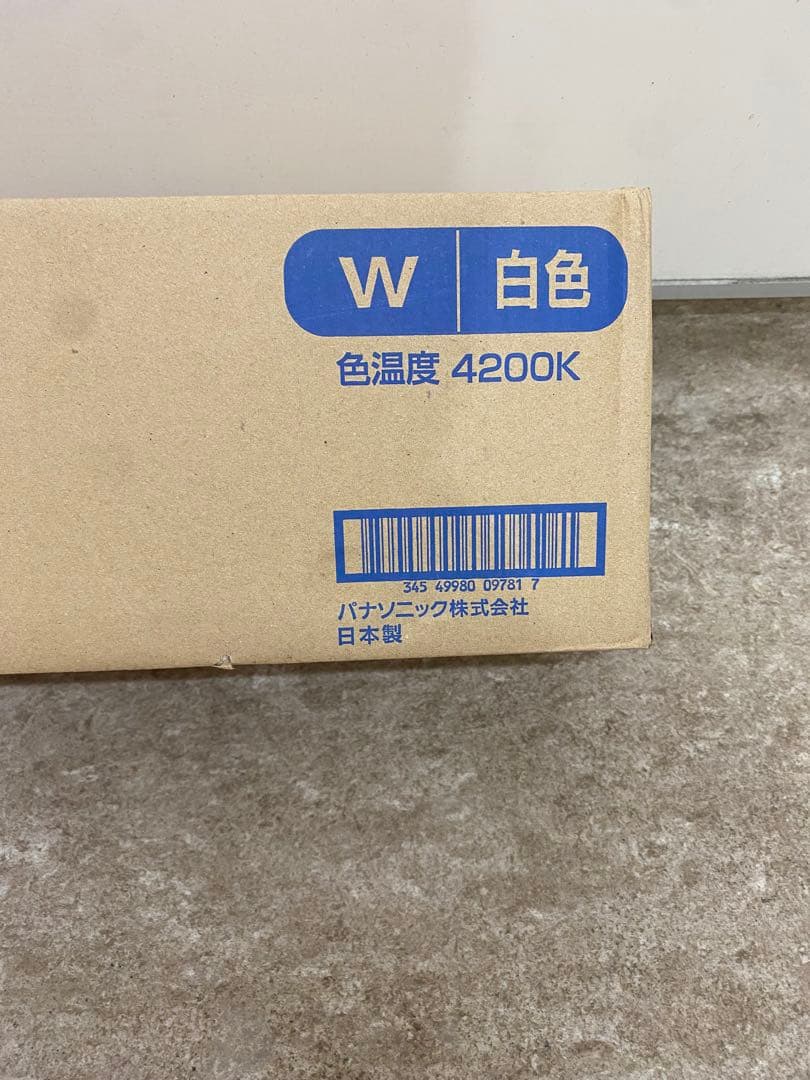 W 白色
色温度 4200K
345 49980 09781 7
パナソニック株式会社
日本製